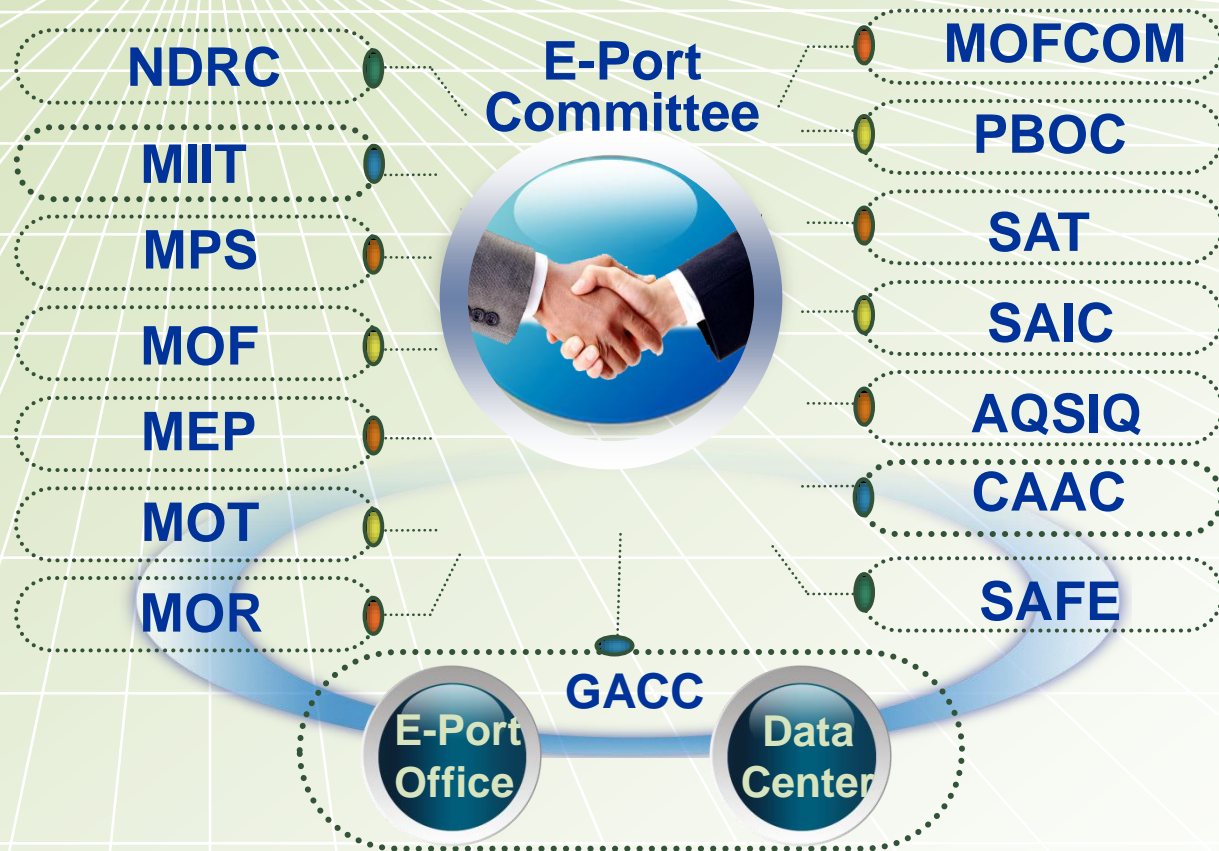 E-Port
Committee
NDRC
MIIT
MPS
MOF
MEP
MOT
MOR
MOFCOM
PBOC
SAT
SAIC
AQSIQ
CAAC
SAFE
GACC
E-Port
Office
Data
Center